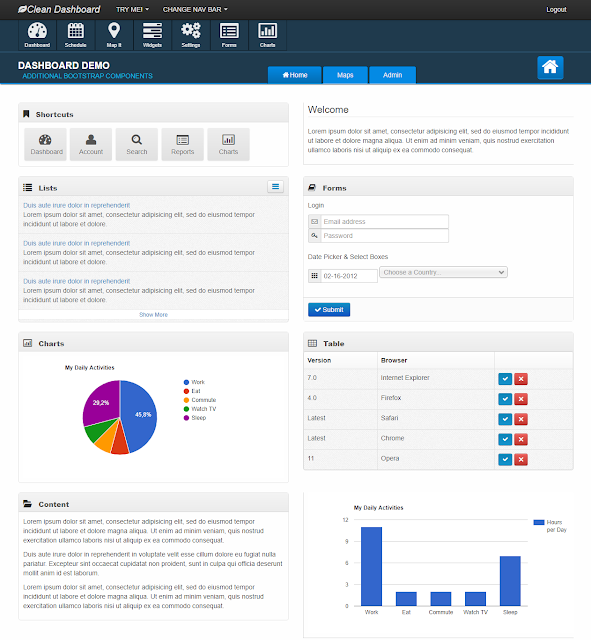 Clean Dashboard
TRY ME!
CHANGE NAV BAR
Logout
Dashboard
Schedule
Map It
Widgets
Settings
Forms
Charts
DASHBOARD DEMO
ADDITIONAL BOOTSTRAP COMPONENTS
Home
Maps
Admin
Shortcuts
Dashboard
Account
Search
Reports
Charts
Welcome
Lorem ipsum dolor sit amet, consectetur adipisicing elit, sed do eiusmod tempor incididunt
ut labore et dolore magna aliqua. Ut enim ad minim veniam, quis nostrud exercitation
ullamco laboris nisi ut aliquip ex ea commodo consequat.
Lists
Duis aute irure dolor in reprehenderit
Lorem ipsum dolor sit amet, consectetur adipisicing elit, sed do eiusmod tempor
incididunt ut labore et dolore.
Duis aute irure dolor in reprehenderit
Lorem ipsum dolor sit amet, consectetur adipisicing elit, sed do eiusmod tempor
incididunt ut labore et dolore.
Duis aute irure dolor in reprehenderit
Lorem ipsum dolor sit amet, consectetur adipisicing elit, sed do eiusmod tempor
incididunt ut labore et dolore.
Show More
Forms
Login
Email address
Password
Date Picker & Select Boxes
02-16-2012
Choose a Country...
Submit
Charts
My Daily Activities
29,2%
45,8%
Work
Eat
Commute
Watch TV
Sleep
Table
Version Browser
7.0 Internet Explorer
4.0 Firefox
Latest Safari
Latest Chrome
11 Opera
Content
Lorem ipsum dolor sit amet, consectetur adipisicing elit, sed do eiusmod tempor
incididunt ut labore et dolore magna aliqua. Ut enim ad minim veniam, quis nostrud
exercitation ullamco laboris nisi ut aliquip ex ea commodo consequat.
Duis aute irure dolor in reprehenderit in voluptate velit esse cillum dolore eu fugiat nulla
pariatur. Excepteur sint occaecat cupidatat non proident, sunt in culpa qui officia deserunt
mollit anim id est laborum.
Lorem ipsum dolor sit amet, consectetur adipisicing elit, sed do eiusmod tempor
incididunt ut labore et dolore magna aliqua. Ut enim ad minim veniam, quis nostrud
exercitation ullamco laboris nisi ut aliquip ex ea commodo consequat.
My Daily Activities
12
9
6
3
0
Work Eat Commute Watch TV Sleep
Hours
per Day